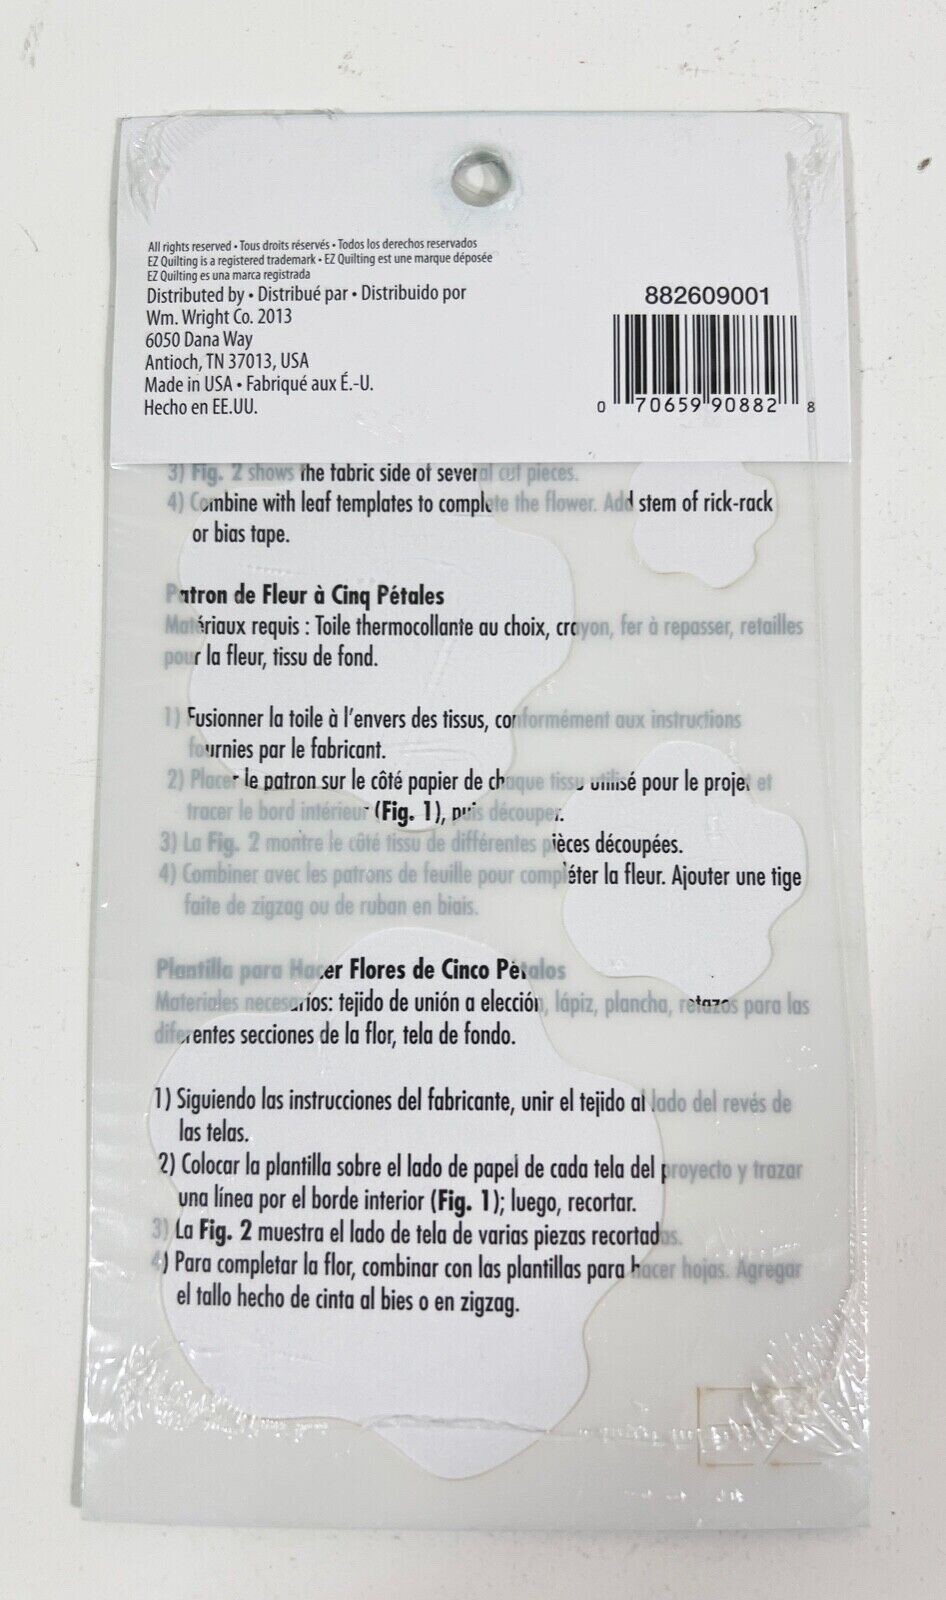 All rights reserved • Tous droits réservés • Todos los derechos reservados
EZ Quilting is a registered trademark • EZ Quilting est une marque déposée
EZ Quilting es una marca registrada
Distributed by • Distribué par • Distribuido por
Wm. Wright Co. 2013
6050 Dana Way
Antioch, TN 37013, USA
Made in USA • Fabriqué aux É.-U.
Hecho en EE.UU.
882609001
0 70659 90882 8
3) Fig. 2 shows the fabric side of several cut pieces.
4) Combine with leaf templates to complete the flower. Add stem of rick-rack
or bias tape.
Patron de Fleur à Cinq Pétales
Matériaux requis : Toile thermocollante au choix, crayon, fer à repasser, retailles
pour la fleur, tissu de fond.
1) Fusionner la toile à l'envers des tissus, conformément aux instructions
fournies par le fabricant.
2) Placer le patron sur le côté papier de chaque tissu utilisé pour le projet et
tracer le bord intérieur (Fig. 1), puis découper.
3) La Fig. 2 montre le côté tissu de différentes pièces découpées.
4) Combiner avec les patrons de feuille pour compléter la fleur. Ajouter une tige
faite de zigzag ou de ruban en biais.
Plantilla para Hacer Flores de Cinco Pétalos
Materiales necesarios: tejido de unión a elección, lápiz, plancha, retazos para las
diferentes secciones de la flor, tela de fondo.
1) Siguiendo las instrucciones del fabricante, unir el tejido al lado del revés de
las telas.
2) Colocar la plantilla sobre el lado de papel de cada tela del proyecto y trazar
una línea por el borde interior (Fig. 1); luego, recortar.
3) La Fig. 2 muestra el lado de tela de varias piezas recortadas.
4) Para completar la flor, combinar con las plantillas para hacer hojas. Agregar
el tallo hecho de cinta al bies o en zigzag.